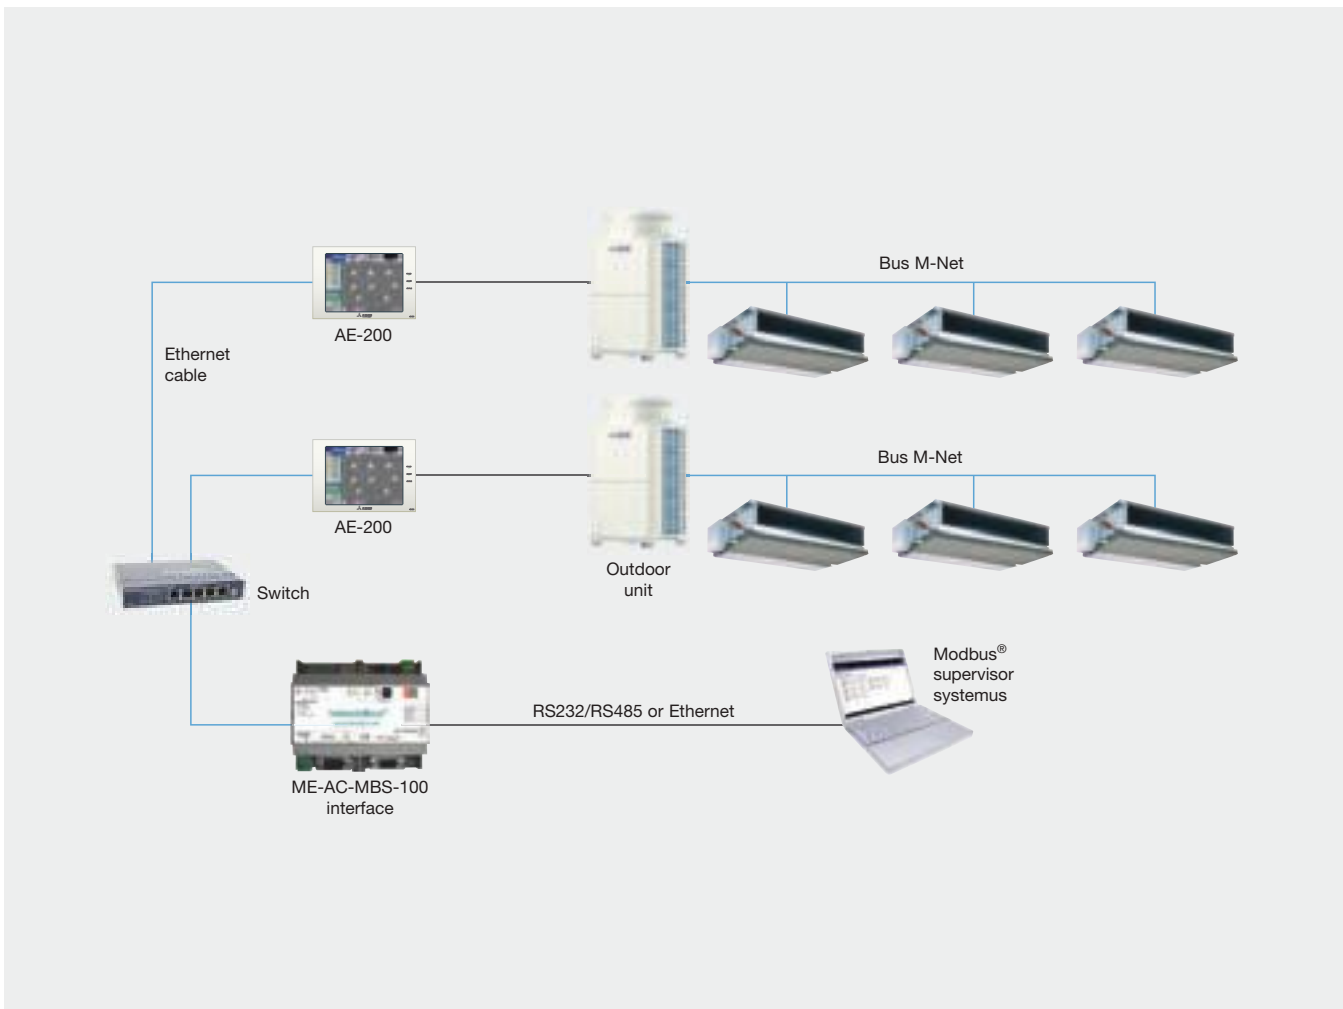 Bus M-Net
AE-200
Ethernet
cable
Bus M-Net
AE-200
Outdoor
unit
Switch
Modbus®
supervisor
systemus
RS232/RS485 or Ethernet
ME-AC-MBS-100
interface